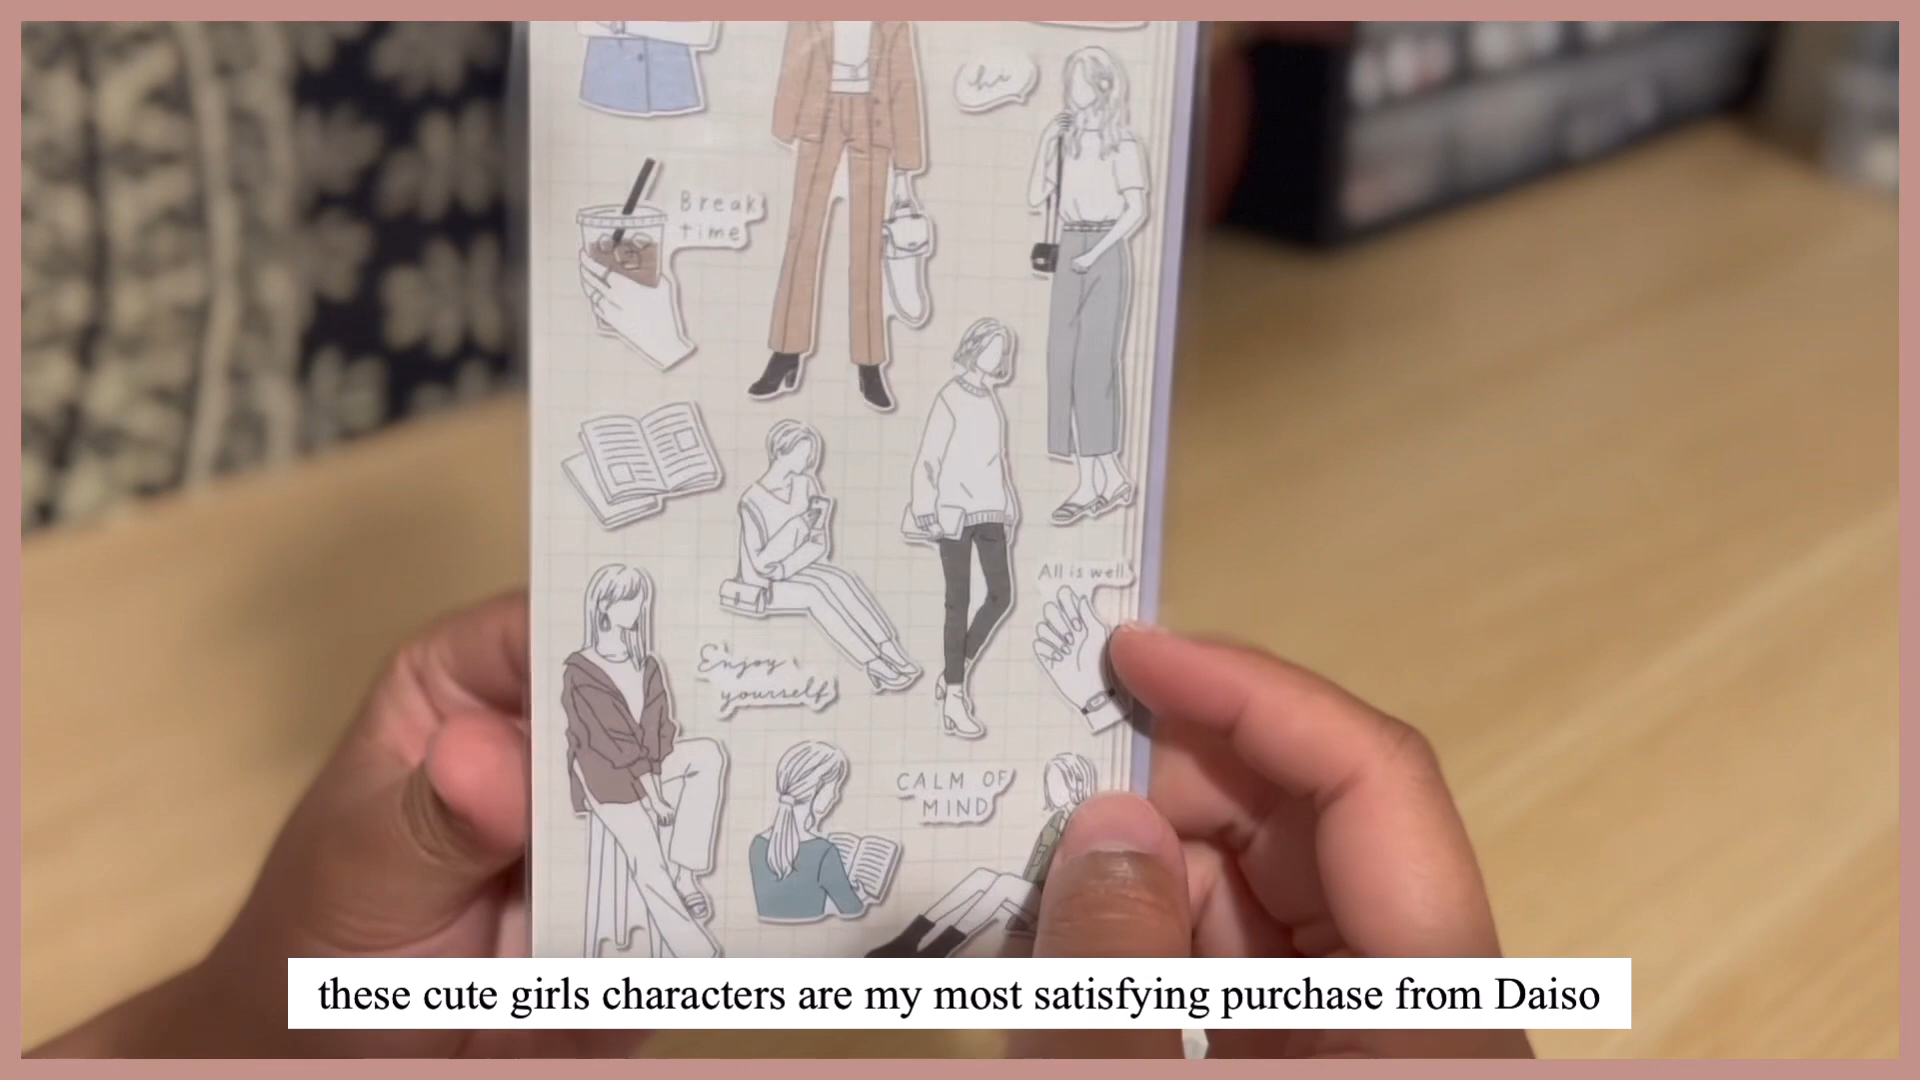 hi
Break
time
All is well.
Enjoy
yourself
CALM OF
MIND
these cute girls characters are my most satisfying purchase from Daiso